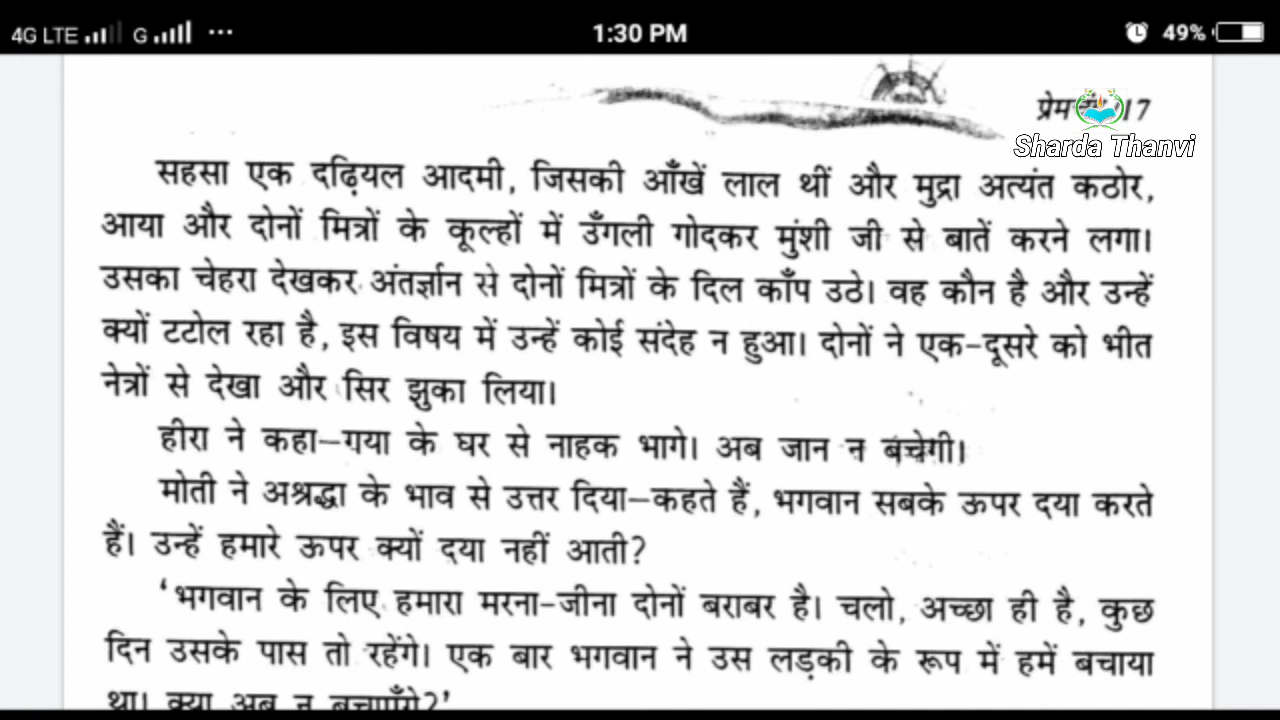 4G LTE G ... 1:30 PM 49%
प्रेम 17
Sharda Thanvi
सहसा एक दढ़ियल आदमी, जिसकी आँखें लाल थीं और मुद्रा अत्यंत कठोर,
आया और दोनों मित्रों के कूल्हों में उँगली गोदकर मुंशी जी से बातें करने लगा।
उसका चेहरा देखकर अंतर्ज्ञान से दोनों मित्रों के दिल काँप उठे। वह कौन है और उन्हें
क्यों टटोल रहा है, इस विषय में उन्हें कोई संदेह न हुआ। दोनों ने एक-दूसरे को भीत
नेत्रों से देखा और सिर झुका लिया।
हीरा ने कहा–गया के घर से नाहक भागे। अब जान न बचेगी।
मोती ने अश्रद्धा के भाव से उत्तर दिया–कहते हैं, भगवान सबके ऊपर दया करते
हैं। उन्हें हमारे ऊपर क्यों दया नहीं आती?
'भगवान के लिए हमारा मरना-जीना दोनों बराबर है। चलो, अच्छा ही है, कुछ
दिन उसके पास तो रहेंगे। एक बार भगवान ने उस लड़की के रूप में हमें बचाया
था। क्या अब न बचाएँगे?'